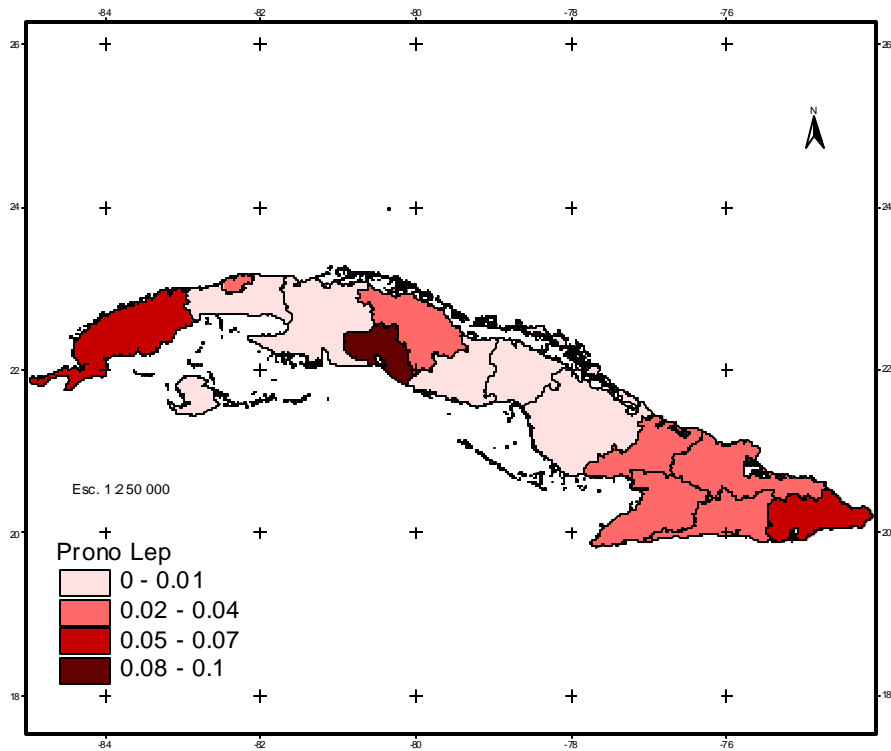 -84 -82 -80 -78 -76
26 26
N
24 24
22 22
Esc. 1:250 000
20 20
Prono Lep
0 - 0.01
0.02 - 0.04
0.05 - 0.07
0.08 - 0.1
18 18
-84 -82 -80 -78 -76